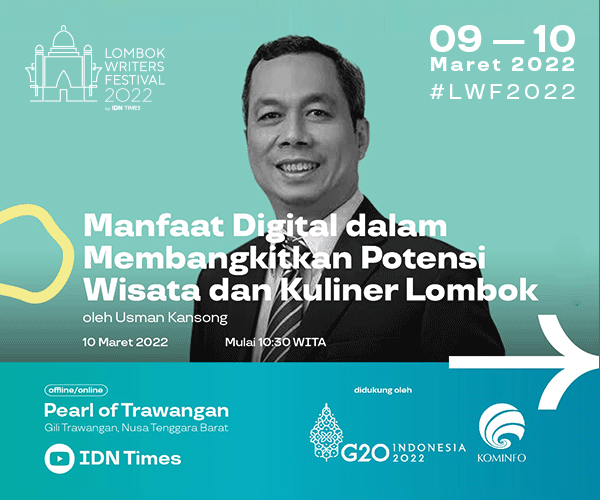 LOMBOK
WRITERS
FESTIVAL
2022
by IDN TIMES
09 — 10
Maret 2022
#LWF2022
Manfaat Digital dalam
Membangkitkan Potensi
Wisata dan Kuliner Lombok
oleh Usman Kansong
10 Maret 2022 Mulai 10:30 WITA
offline/online
Pearl of Trawangan
Gili Trawangan, Nusa Tenggara Barat
IDN Times
didukung oleh
G20 INDONESIA
2022
KOMINFO